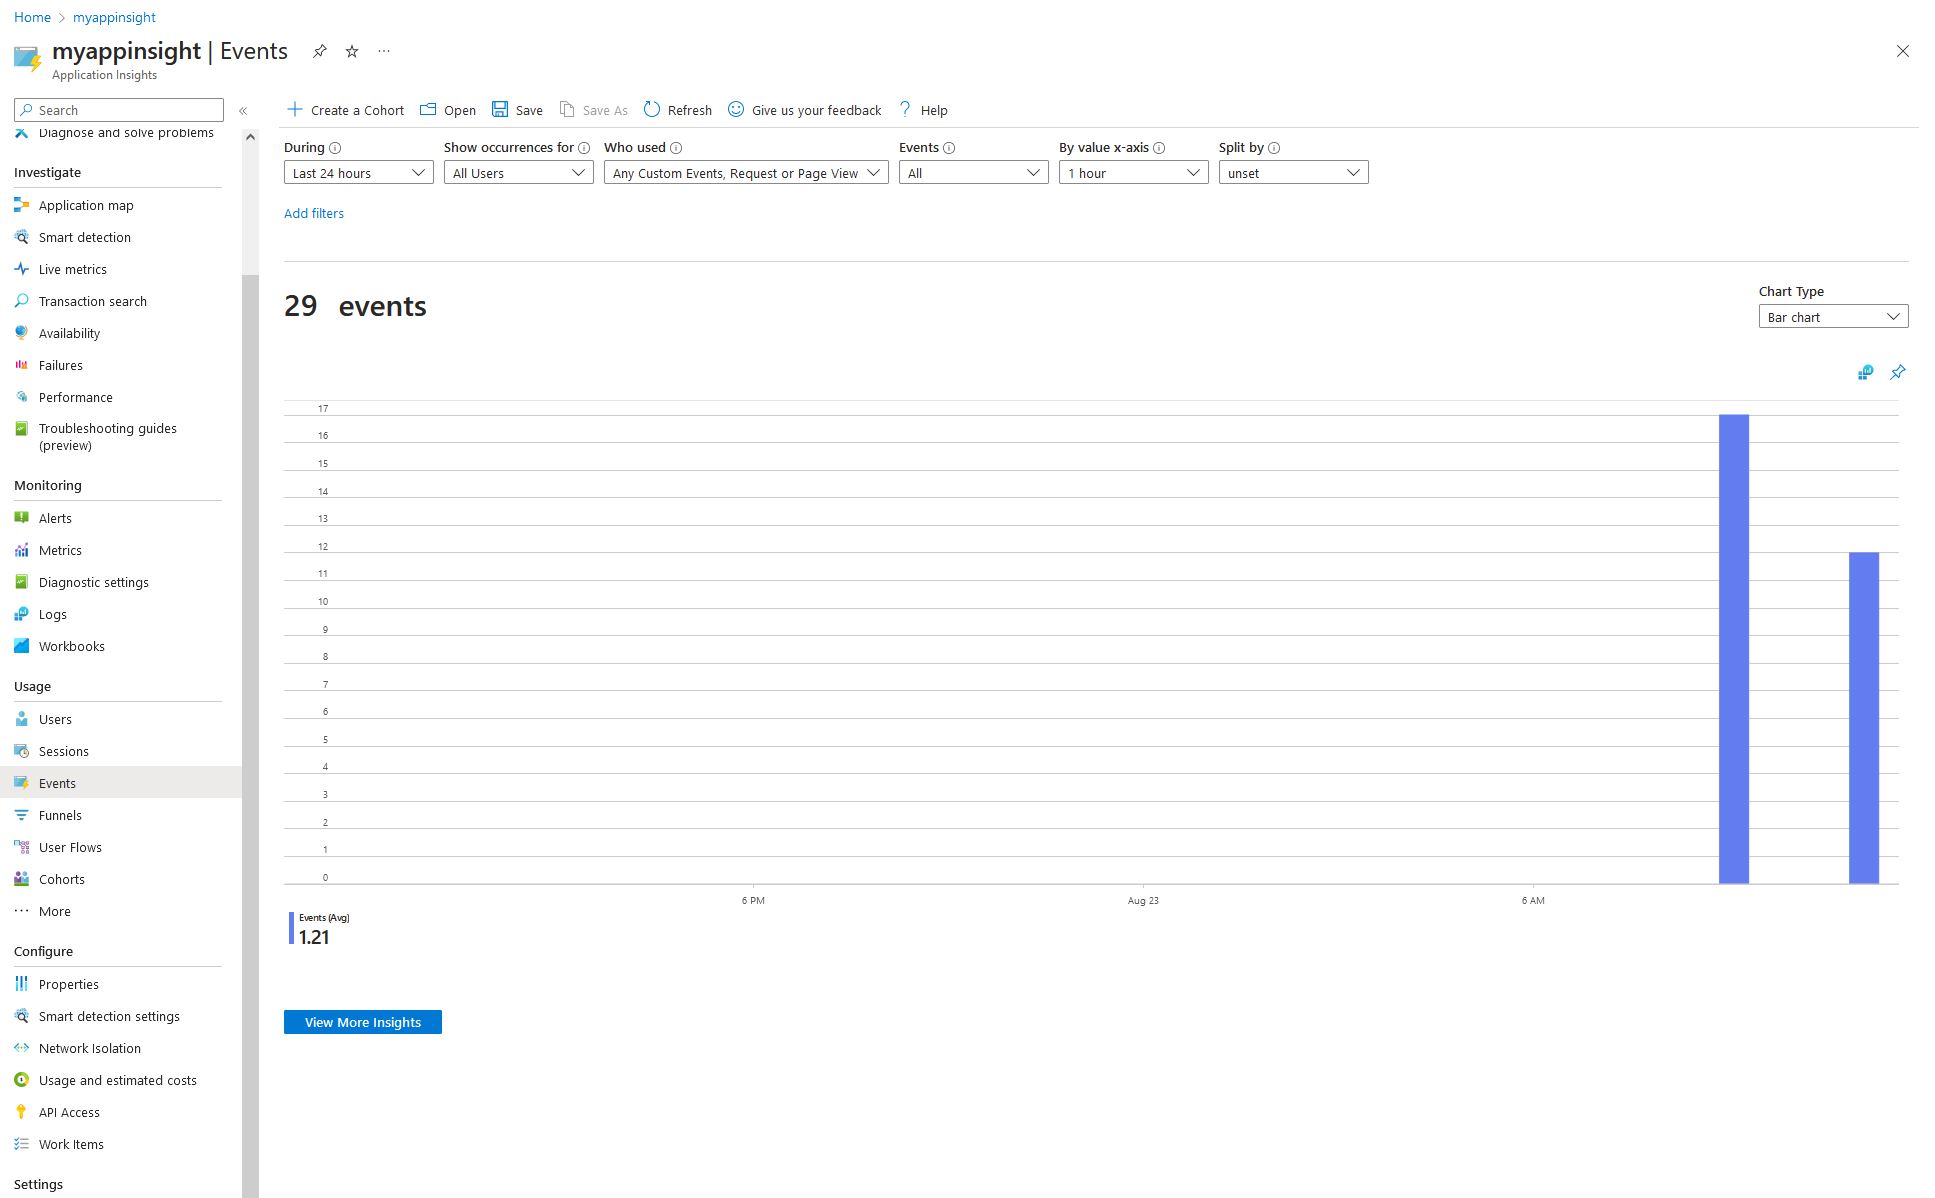 Home > myappinsight
myappinsight | Events
Application Insights
Search
Diagnose and solve problems
Investigate
Application map
Smart detection
Live metrics
Transaction search
Availability
Failures
Performance
Troubleshooting guides
(preview)
Monitoring
Alerts
Metrics
Diagnostic settings
Logs
Workbooks
Usage
Users
Sessions
Events
Funnels
User Flows
Cohorts
More
Configure
Properties
Smart detection settings
Network Isolation
Usage and estimated costs
API Access
Work Items
Settings
Create a Cohort Open Save Save As Refresh Give us your feedback Help
During Show occurrences for Who used Events By value x-axis Split by
Last 24 hours All Users Any Custom Events, Request or Page View All 1 hour unset
Add filters
29 events
Chart Type
Bar chart
17
16
15
14
13
12
11
10
9
8
7
6
5
4
3
2
1
0
6 PM Aug 23 6 AM
Events (Avg)
1.21
View More Insights